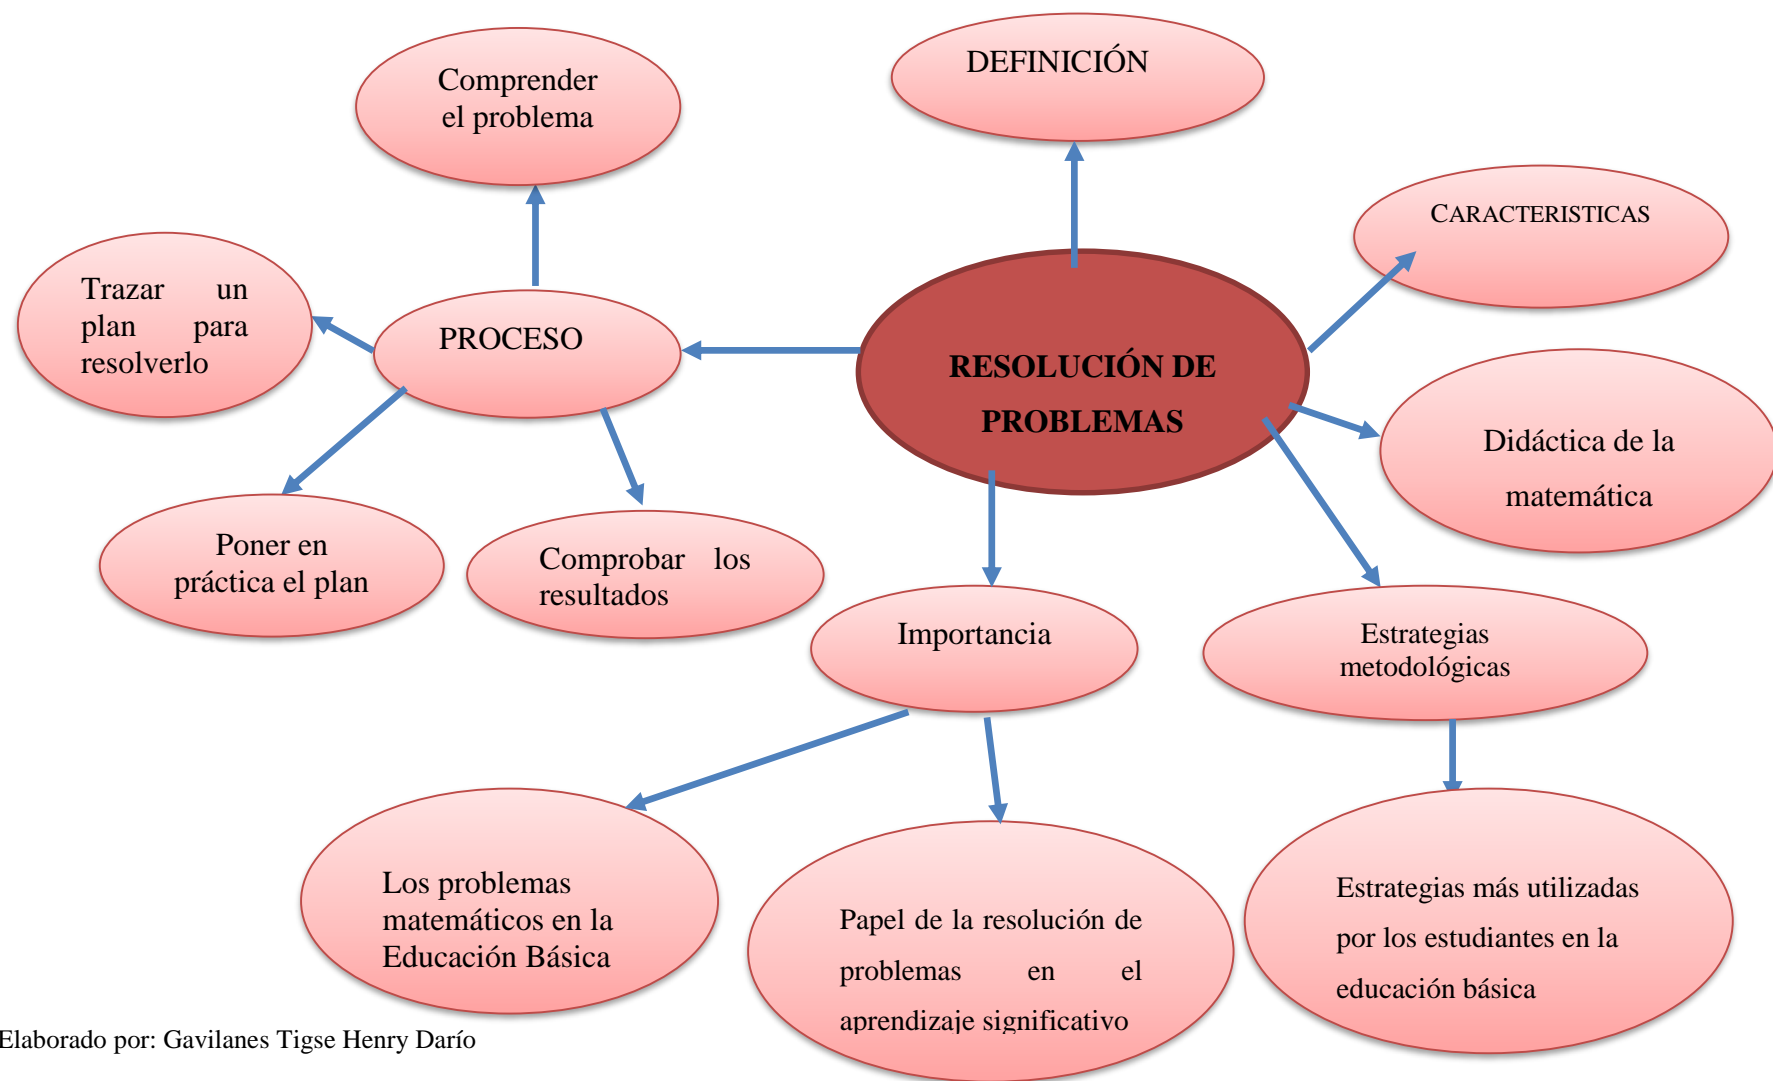 DEFINICIÓN
Comprender
el problema
CARACTERISTICAS
Trazar un
plan para
resolverlo
PROCESO
RESOLUCIÓN DE
PROBLEMAS
Didáctica de la
matemática
Poner en
práctica el plan
Comprobar los
resultados
Importancia
Estrategias
metodológicas
Los problemas
matemáticos en la
Educación Básica
Papel de la resolución de
problemas en el
aprendizaje significativo
Estrategias más utilizadas
por los estudiantes en la
educación básica
Elaborado por: Gavilanes Tigse Henry Darío